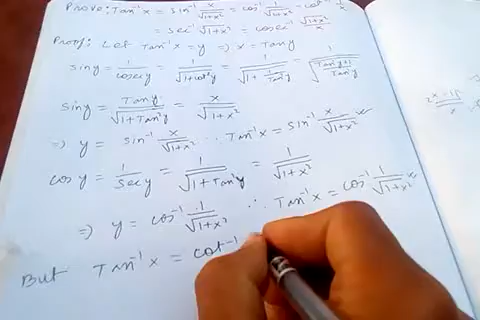 Prove: Tan⁻¹x = sin⁻¹ x/√(1+x²) = cos⁻¹ 1/√(1+x²) = cot⁻¹ 1/x
= sec⁻¹ √(1+x²) = cosec⁻¹ √(1+x²)/x
Proof: Let Tan⁻¹x = y ⇒ x = Tany
siny = 1/cosecy = 1/√(1+cot²y) = 1/√(1+1/Tan²y) = 1/√((Tan²y+1)/Tan²y)
siny = Tany/√(1+Tan²y) = x/√(1+x²)
⇒ y = sin⁻¹ x/√(1+x²) ∴ Tan⁻¹x = sin⁻¹ x/√(1+x²)
cosy = 1/secy = 1/√(1+Tan²y) = 1/√(1+x²)
⇒ y = cos⁻¹ 1/√(1+x²) ∴ Tan⁻¹x = cos⁻¹ 1/√(1+x²)
But Tan⁻¹x = cot⁻¹